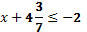 x + 4 3/7 ≤ −2